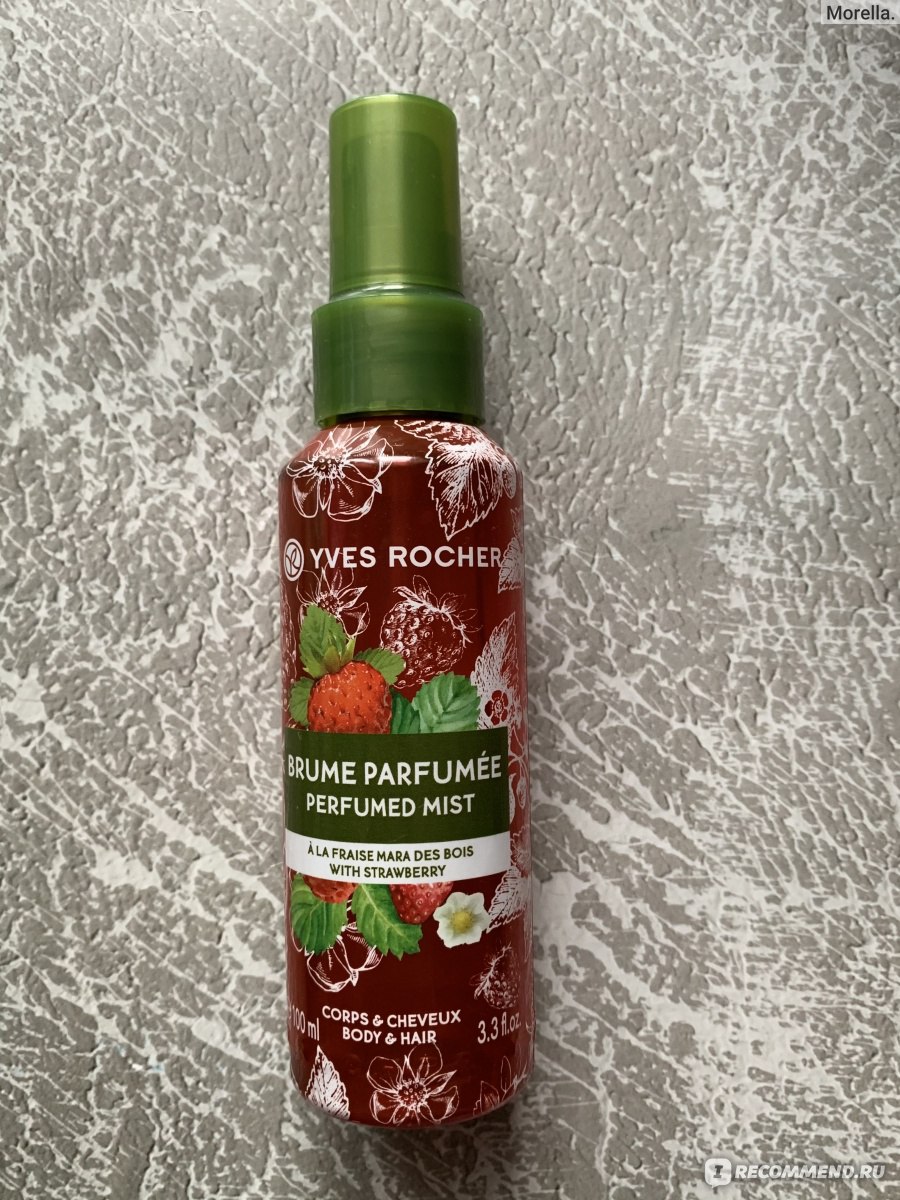 Morella.
YVES ROCHER
BRUME PARFUMÉE
PERFUMED MIST
À LA FRAISE MARA DES BOIS
WITH STRAWBERRY
100 ml
CORPS & CHEVEUX
BODY & HAIR
3.3 fl.oz.
IRECOMMEND.RU